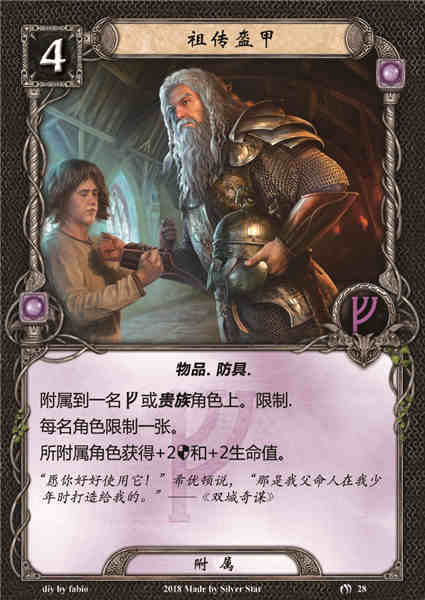 4
祖传盔甲
物品. 防具.
附属到一名ᚠ或贵族角色上。限制.
每名角色限制一张。
所附属角色获得+2和+2生命值。
“愿你好好使用它！”希优顿说，“那是我父命人在我少
年时打造给我的。”——《双城奇谋》
附 属
diy by fabio
2018 Made by Silver Star
28